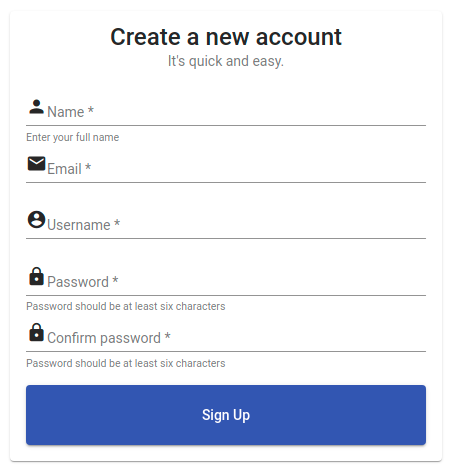 Create a new account
It's quick and easy.
Name *
Enter your full name
Email *
Username *
Password *
Password should be at least six characters
Confirm password *
Password should be at least six characters
Sign Up